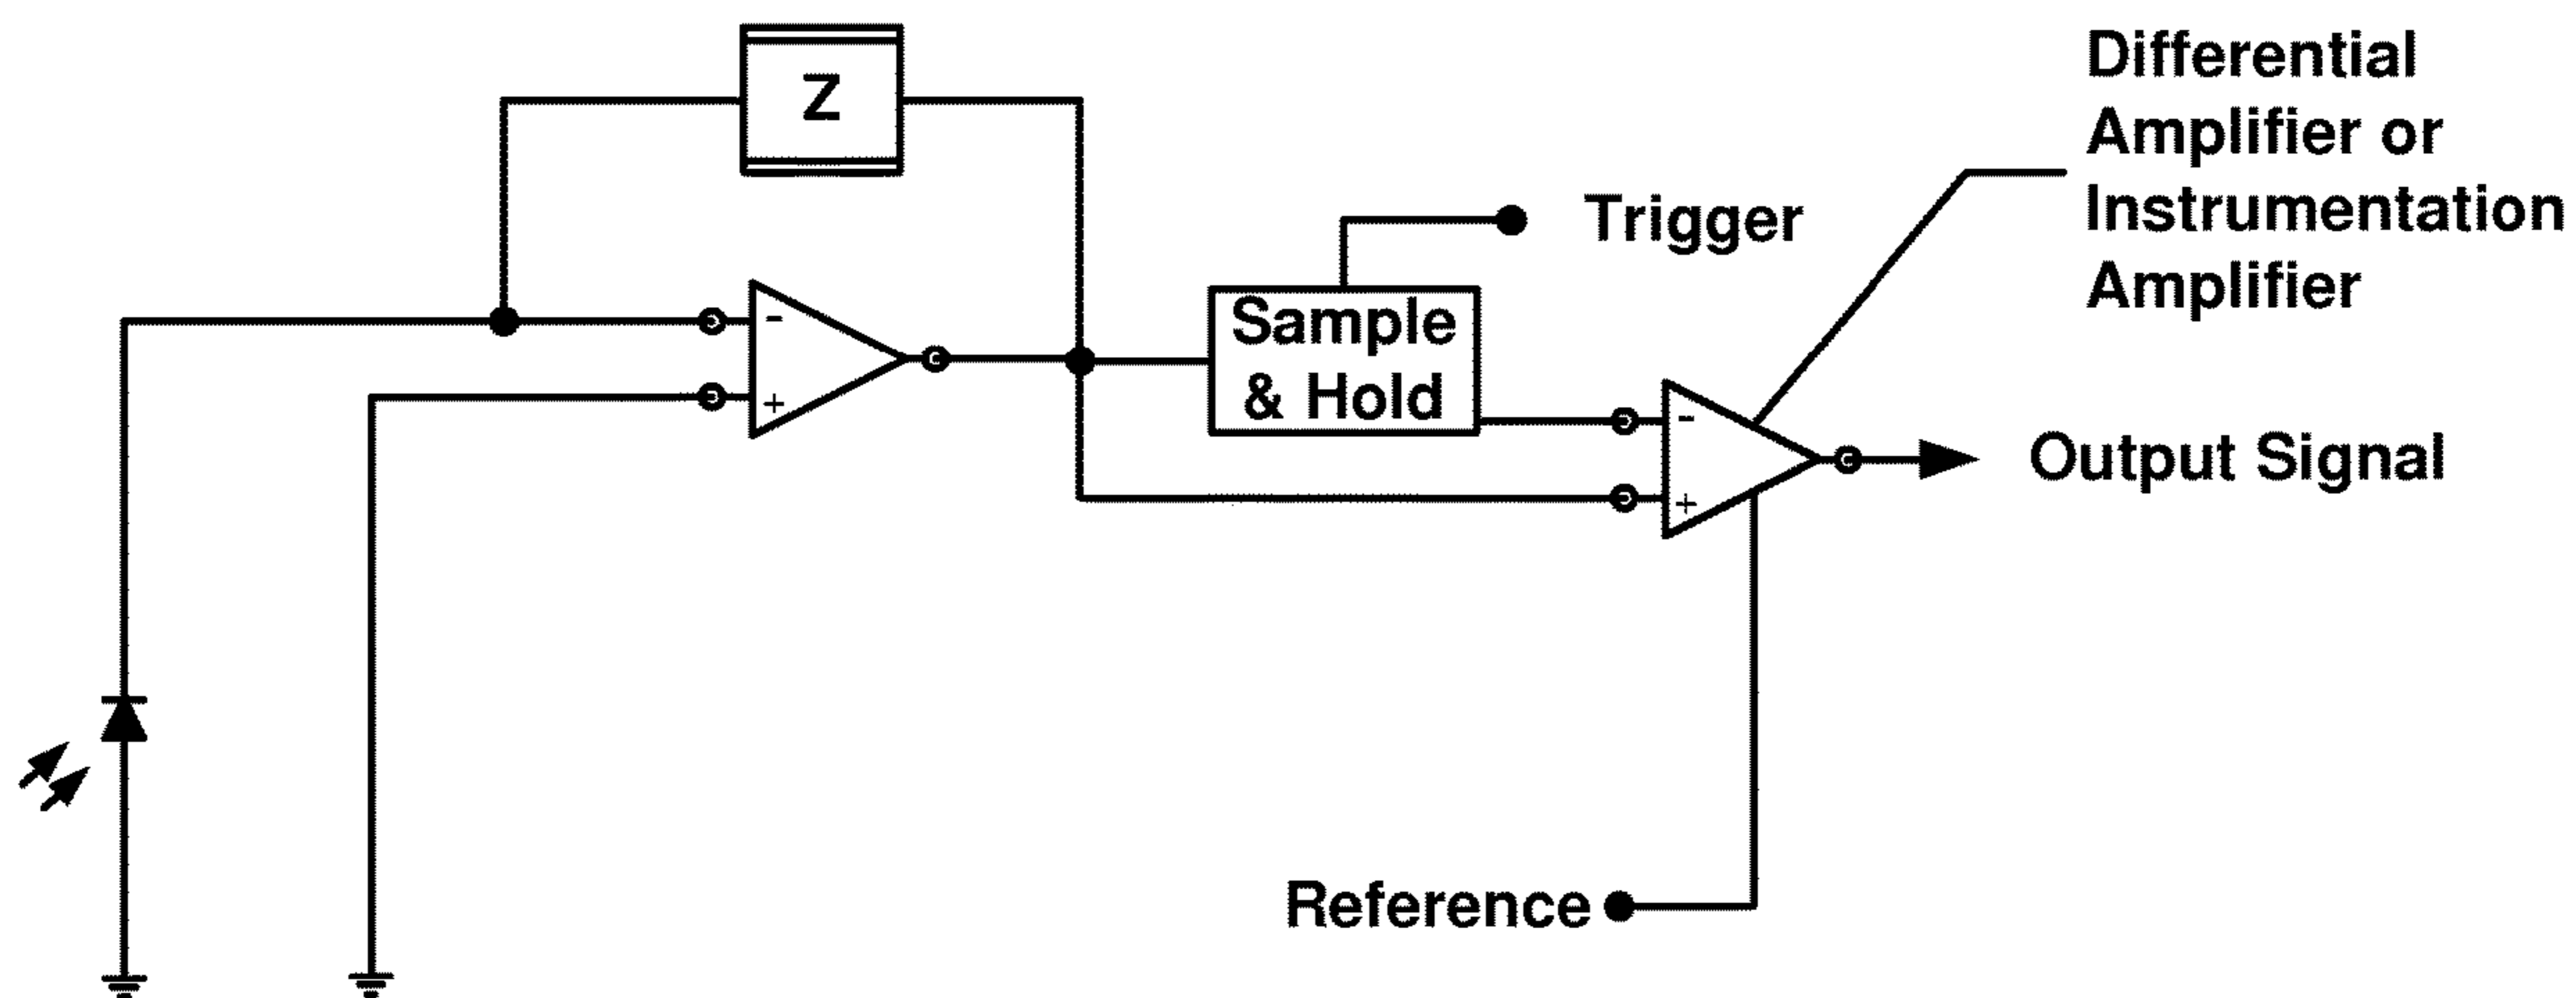 Z
Differential
Amplifier or
Instrumentation
Amplifier
Trigger
Sample
& Hold
-
+
-
+
Output Signal
Reference